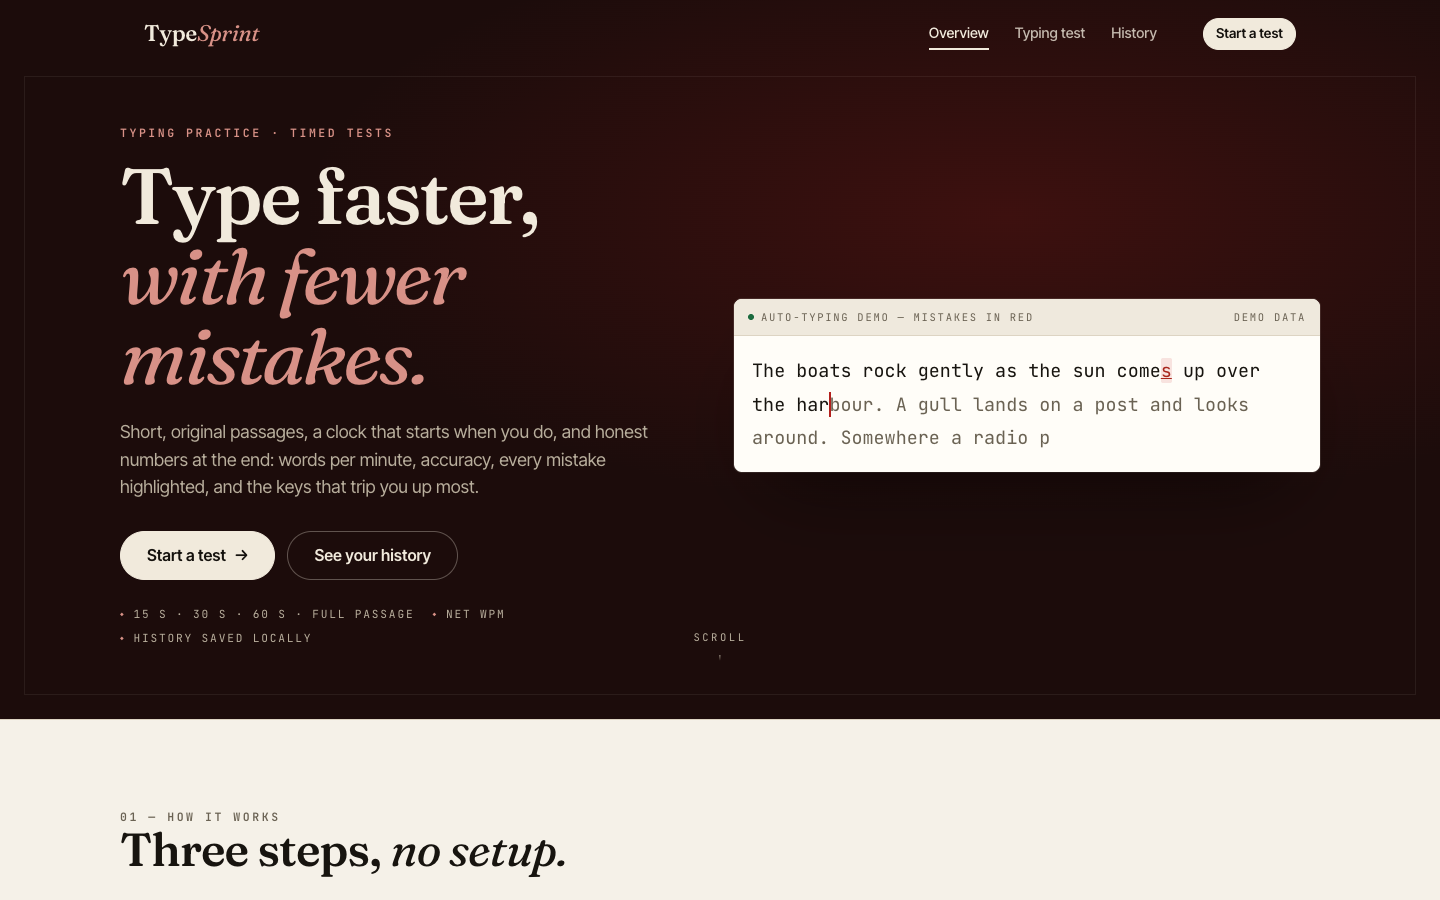 TypeSprint
Overview Typing test History Start a test
TYPING PRACTICE · TIMED TESTS
Type faster,
with fewer
mistakes.
Short, original passages, a clock that starts when you do, and honest
numbers at the end: words per minute, accuracy, every mistake
highlighted, and the keys that trip you up most.
Start a test → See your history
• 15 S · 30 S · 60 S · FULL PASSAGE • NET WPM
• HISTORY SAVED LOCALLY
AUTO-TYPING DEMO — MISTAKES IN RED DEMO DATA
The boats rock gently as the sun comes up over
the harbour. A gull lands on a post and looks
around. Somewhere a radio p
SCROLL
01 — HOW IT WORKS
Three steps, no setup.